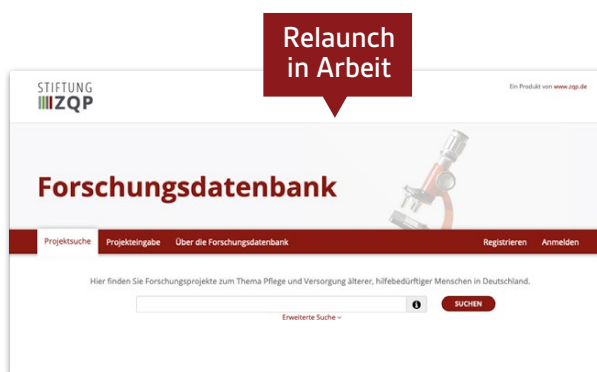 Relaunch
in Arbeit
STIFTUNG
ZQP
Ein Produkt von www.zqp.de
Forschungsdatenbank
Projektsuche Projekteingabe Über die Forschungsdatenbank Registrieren Anmelden
Hier finden Sie Forschungsprojekte zum Thema Pflege und Versorgung älterer, hilfebedürftiger Menschen in Deutschland.
SUCHEN
Erweiterte Suche